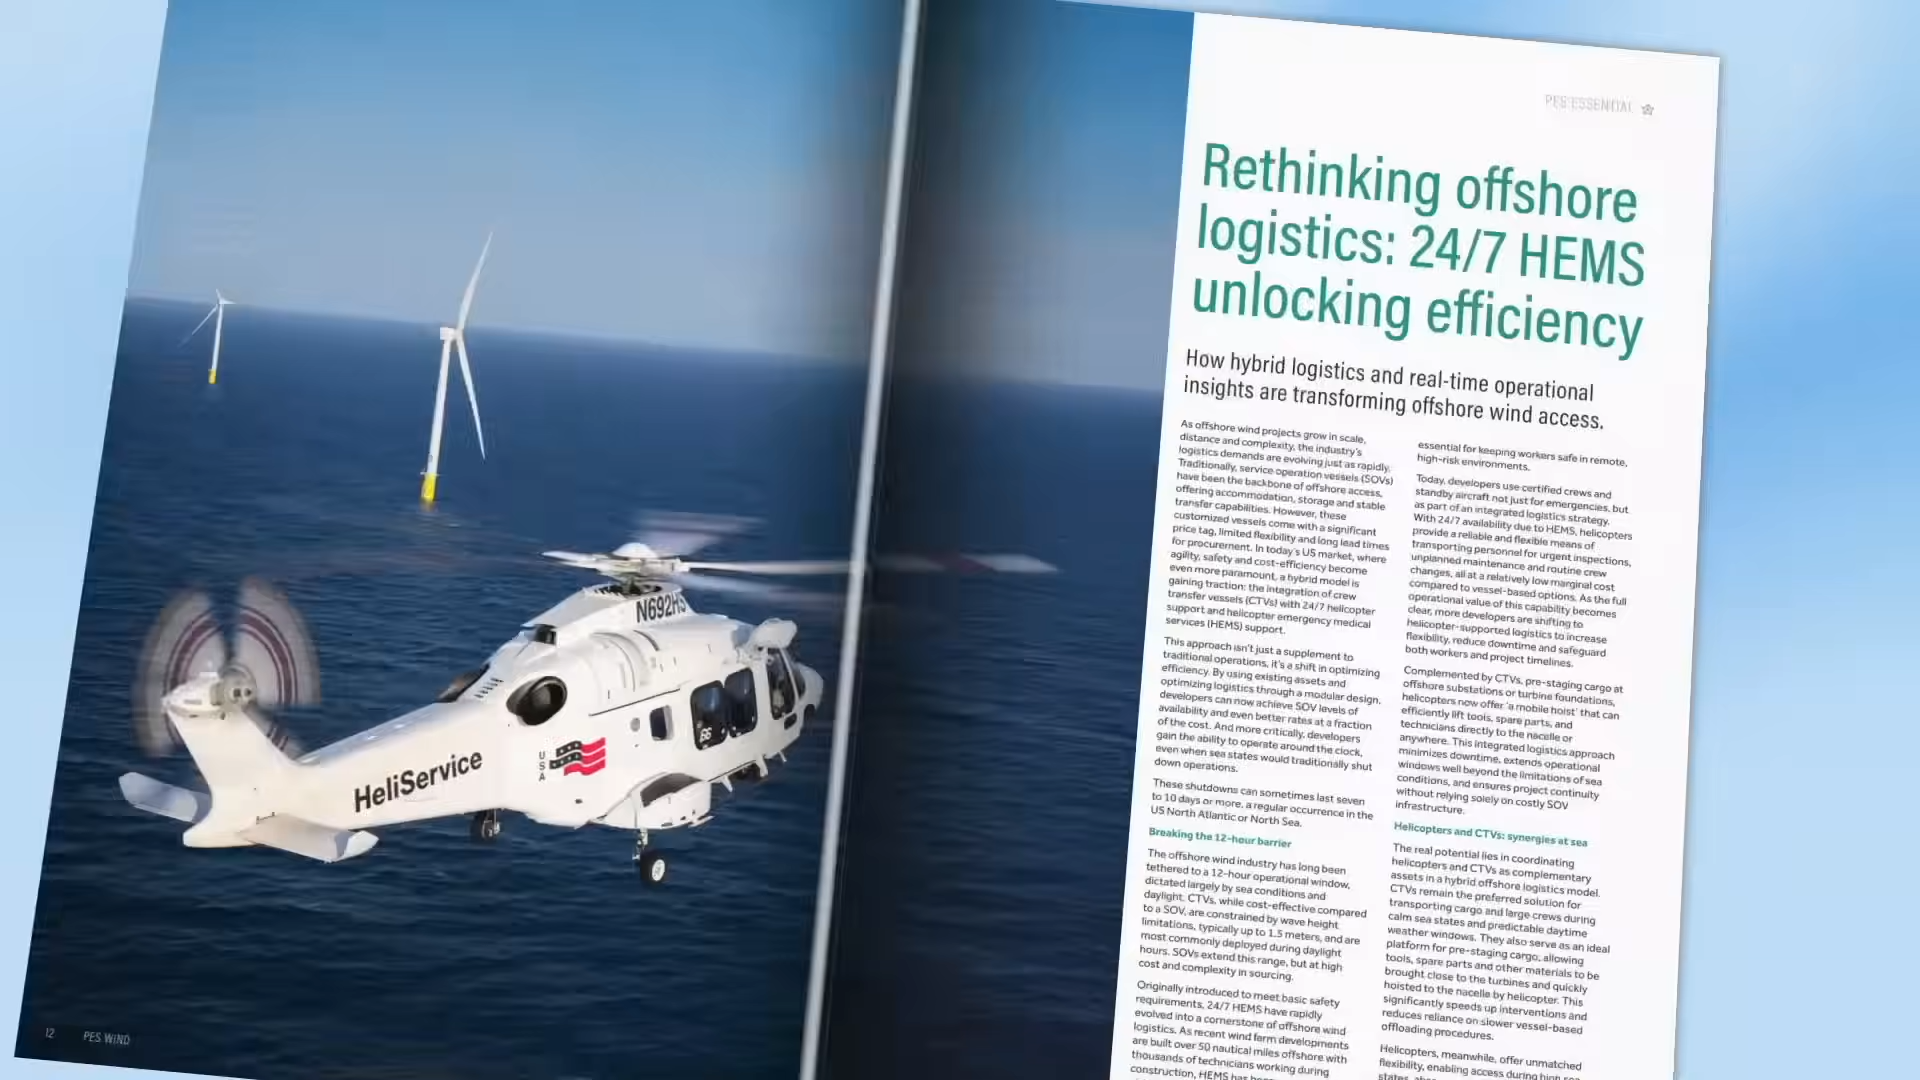 N692HS
66
USA
HeliService
12 PES WIND
PES ESSENTIAL
Rethinking offshore
logistics: 24/7 HEMS
unlocking efficiency
How hybrid logistics and real-time operational
insights are transforming offshore wind access.
As offshore wind projects grow in scale,
distance and complexity, the industry's
logistics demands are evolving just as rapidly.
Traditionally, service operation vessels (SOVs)
have been the backbone of offshore access,
offering accommodation, storage and stable
transfer capabilities. However, these
customized vessels come with a significant
price tag, limited flexibility and long lead times
for procurement. In today's US market, where
agility, safety and cost-efficiency become
even more paramount, a hybrid model is
gaining traction: the integration of crew
transfer vessels (CTVs) with 24/7 helicopter
support and helicopter emergency medical
services (HEMS) support.
This approach isn't just a supplement to
traditional operations, it's a shift in optimizing
efficiency. By using existing assets and
optimizing logistics through a modular design,
developers can now achieve SOV levels of
availability and even better rates at a fraction
of the cost. And more critically, developers
gain the ability to operate around the clock,
even when sea states would traditionally shut
down operations.
These shutdowns can sometimes last seven
to 10 days or more, a regular occurrence in the
US North Atlantic or North Sea.
Breaking the 12-hour barrier
The offshore wind industry has long been
tethered to a 12-hour operational window,
dictated largely by sea conditions and
daylight. CTVs, while cost-effective compared
to a SOV, are constrained by wave height
limitations, typically up to 1.5 meters, and are
most commonly deployed during daylight
hours. SOVs extend this range, but at high
cost and complexity in sourcing.
Originally introduced to meet basic safety
requirements, 24/7 HEMS have rapidly
evolved into a cornerstone of offshore wind
logistics. As recent wind farm developments
are built over 50 nautical miles offshore with
thousands of technicians working during
construction, HEMS has
essential for keeping workers safe in remote,
high-risk environments.
Today, developers use certified crews and
standby aircraft not just for emergencies, but
as part of an integrated logistics strategy.
With 24/7 availability due to HEMS, helicopters
provide a reliable and flexible means of
transporting personnel for urgent inspections,
unplanned maintenance and routine crew
changes, all at a relatively low marginal cost
compared to vessel-based options. As the full
operational value of this capability becomes
clear, more developers are shifting to
helicopter-supported logistics to increase
flexibility, reduce downtime and safeguard
both workers and project timelines.
Complemented by CTVs, pre-staging cargo at
offshore substations or turbine foundations,
helicopters now offer 'a mobile hoist' that can
efficiently lift tools, spare parts, and
technicians directly to the nacelle or
anywhere. This integrated logistics approach
minimizes downtime, extends operational
windows well beyond the limitations of sea
conditions, and ensures project continuity
without relying solely on costly SOV
infrastructure.
Helicopters and CTVs: synergies at sea
The real potential lies in coordinating
helicopters and CTVs as complementary
assets in a hybrid offshore logistics model.
CTVs remain the preferred solution for
transporting cargo and large crews during
calm sea states and predictable daytime
weather windows. They also serve as an ideal
platform for pre-staging cargo, allowing
tools, spare parts and other materials to be
brought close to the turbines and quickly
hoisted to the nacelle by helicopter. This
significantly speeds up interventions and
reduces reliance on slower vessel-based
offloading procedures.
Helicopters, meanwhile, offer unmatched
flexibility, enabling access during high